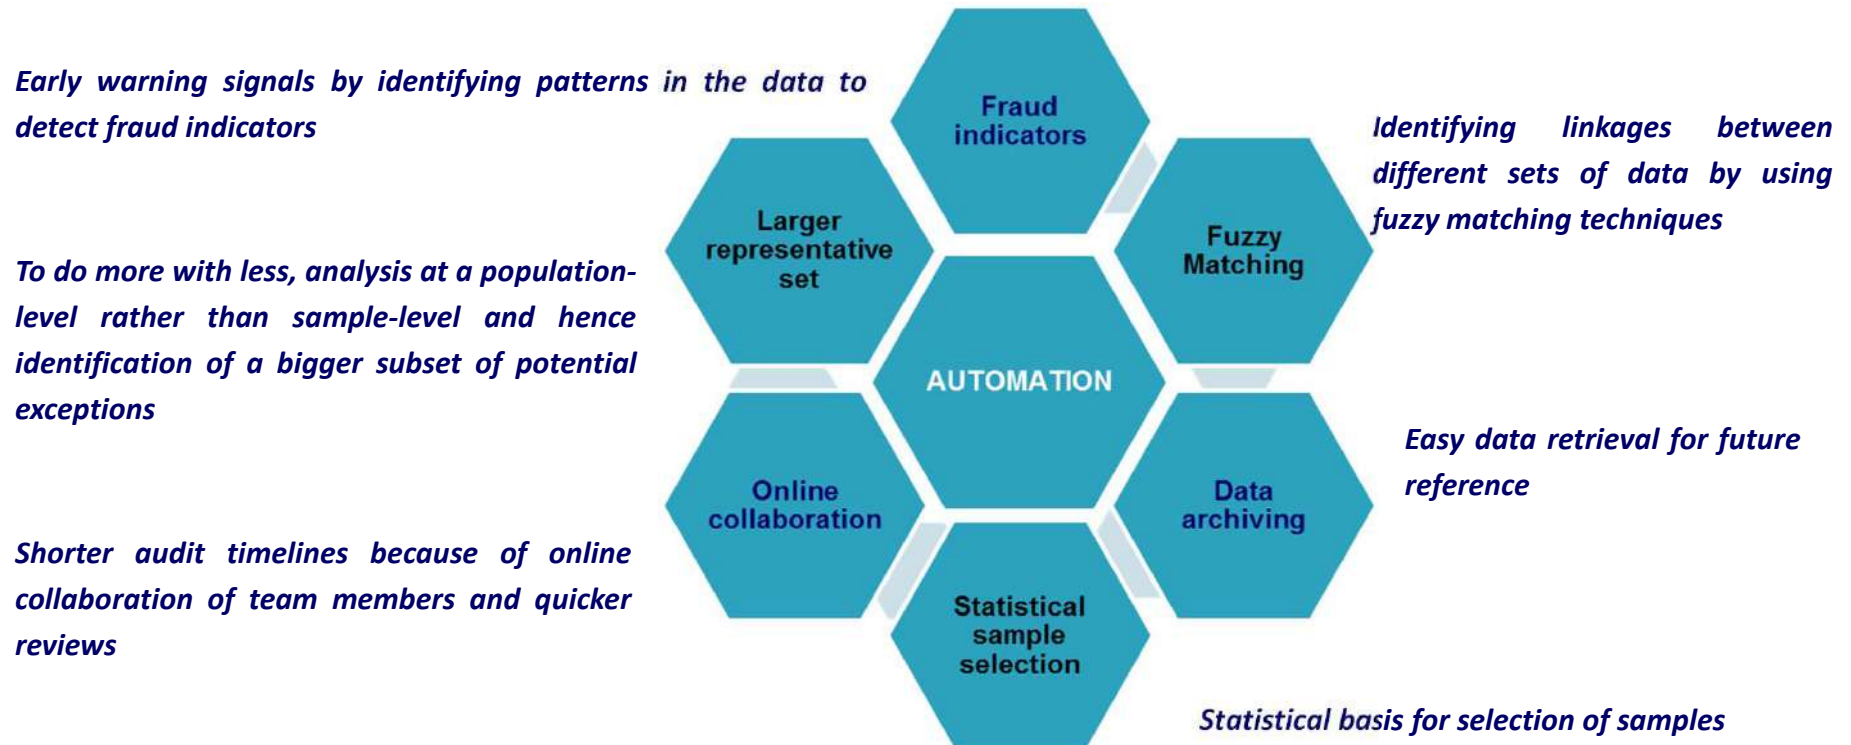 Early warning signals by identifying patterns in the data to
detect fraud indicators
Fraud
indicators
Identifying linkages between
different sets of data by using
fuzzy matching techniques
Larger
representative
set
Fuzzy
Matching
To do more with less, analysis at a population-
level rather than sample-level and hence
identification of a bigger subset of potential
exceptions
AUTOMATION
Easy data retrieval for future
reference
Online
collaboration
Data
archiving
Shorter audit timelines because of online
collaboration of team members and quicker
reviews
Statistical
sample
selection
Statistical basis for selection of samples